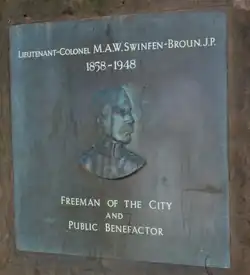 LIEUTENANT-COLONEL M.A.W. SWINFEN-BROUN. J.P.
1858-1948
FREEMAN OF THE CITY
AND
PUBLIC BENEFACTOR